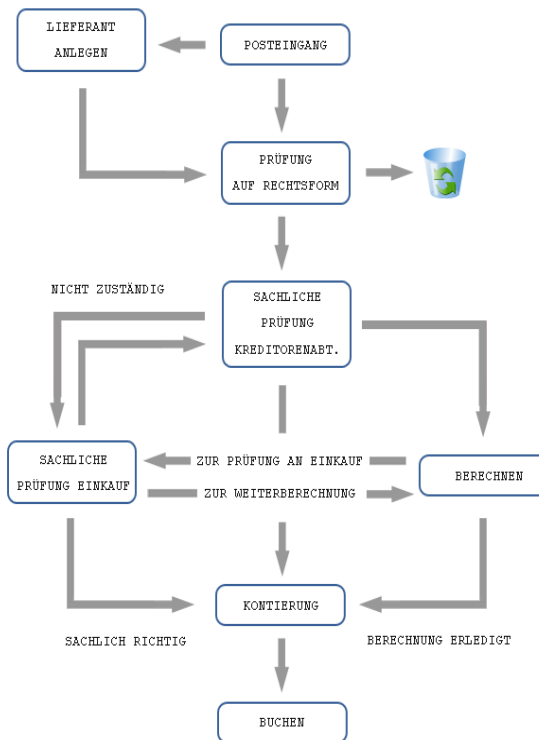 LIEFERANT
ANLEGEN
POSTEINGANG
PRÜFUNG
AUF RECHTSFORM
NICHT ZUSTÄNDIG
SACHLICHE
PRÜFUNG
KREDITORENABT.
SACHLICHE
PRÜFUNG EINKAUF
ZUR PRÜFUNG AN EINKAUF
ZUR WEITERBERECHNUNG
BERECHNEN
KONTIERUNG
SACHLICH RICHTIG
BERECHNUNG ERLEDIGT
BUCHEN